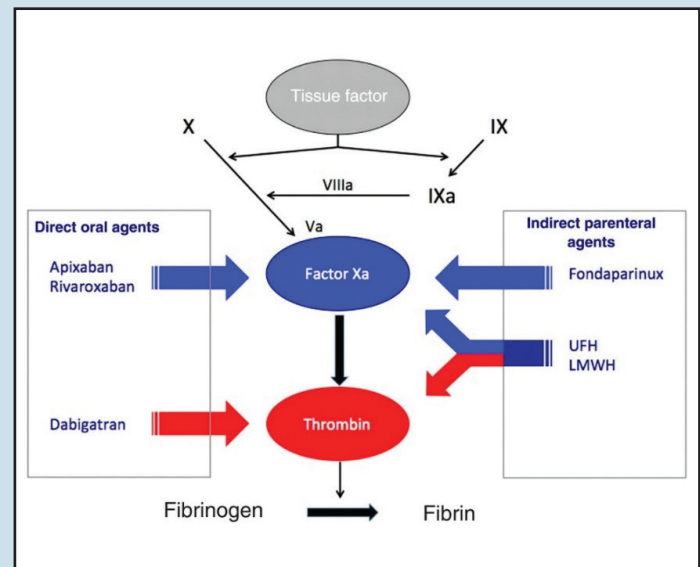 Tissue factor
X
IX
VIIIa
IXa
Va
Direct oral agents
Apixaban
Rivaroxaban
Factor Xa
Indirect parenteral
agents
Fondaparinux
UFH
LMWH
Dabigatran
Thrombin
Fibrinogen
Fibrin